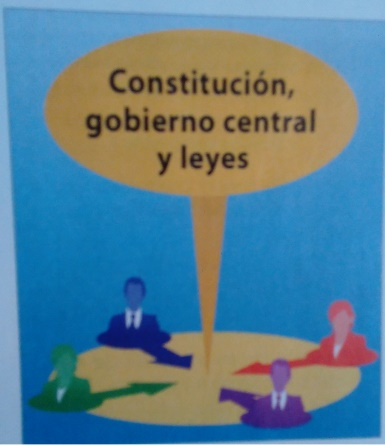 Constitución,
gobierno central
y leyes